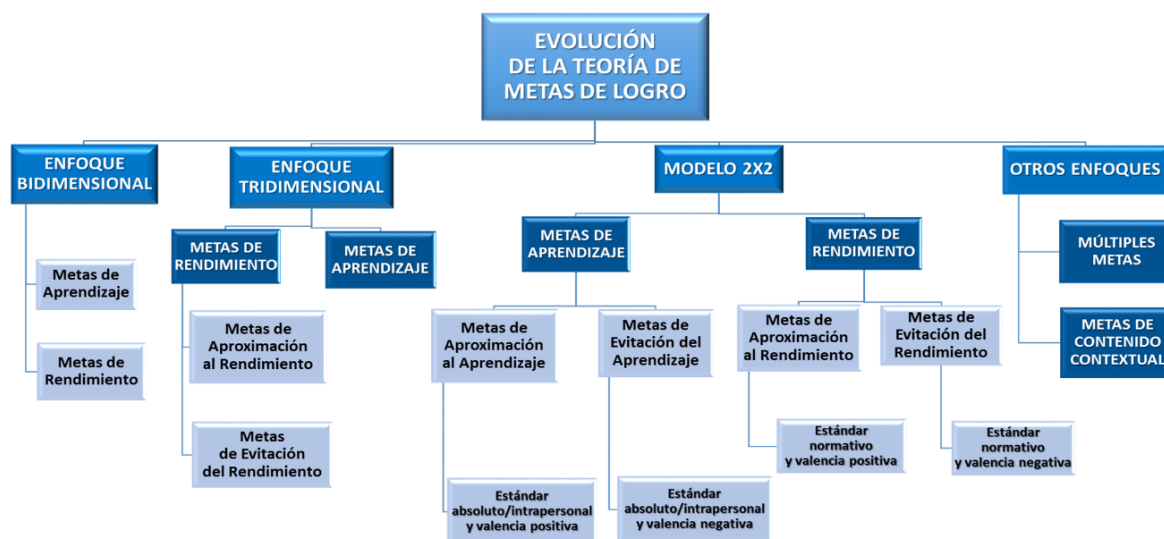 EVOLUCIÓN
DE LA TEORÍA DE
METAS DE LOGRO
ENFOQUE
BIDIMENSIONAL
Metas de
Aprendizaje
Metas de
Rendimiento
ENFOQUE
TRIDIMENSIONAL
METAS DE
RENDIMIENTO
Metas de
Aproximación
al Rendimiento
Metas
de Evitación
del Rendimiento
METAS DE
APRENDIZAJE
MODELO 2X2
METAS DE
APRENDIZAJE
Metas de
Aproximación
al Aprendizaje
Estándar
absoluto/intrapersonal
y valencia positiva
Metas de
Evitación del
Aprendizaje
Estándar
absoluto/intrapersonal
y valencia negativa
METAS DE
RENDIMIENTO
Metas de
Aproximación
al Rendimiento
Estándar
normativo
y valencia positiva
Metas de
Evitación del
Rendimiento
Estándar
normativo
y valencia negativa
OTROS ENFOQUES
MÚLTIPLES
METAS
METAS DE
CONTENIDO
CONTEXTUAL